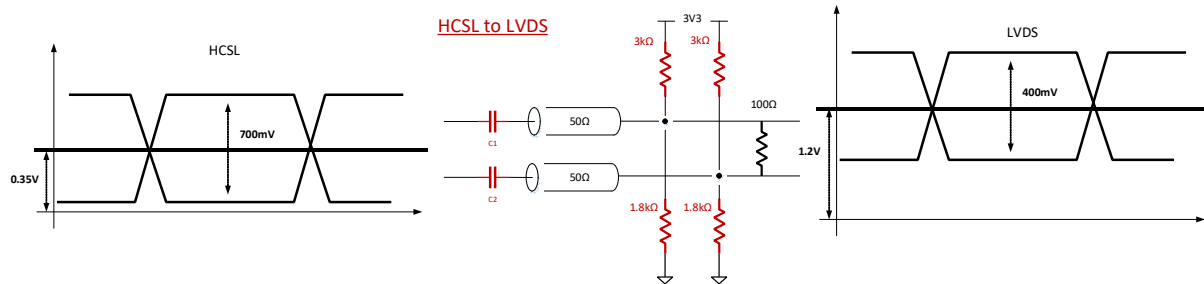 HCSL
700mV
0.35V
HCSL to LVDS
3V3
3kΩ
3kΩ
100Ω
50Ω
C1
50Ω
C2
1.8kΩ
1.8kΩ
LVDS
400mV
1.2V